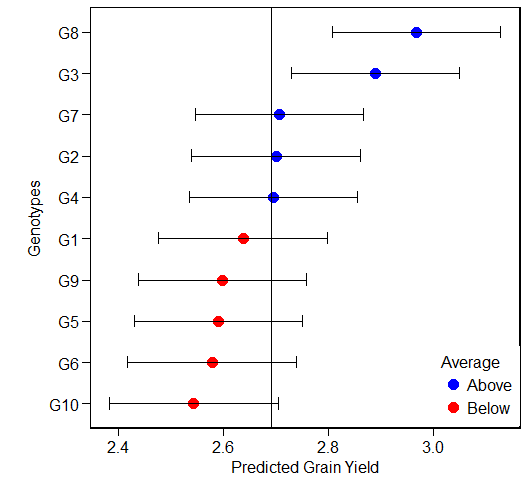 G8
G3
G7
G2
G4
G1
G9
G5
G6
G10
Genotypes
Average
Above
Below
2.4 2.6 2.8 3.0
Predicted Grain Yield